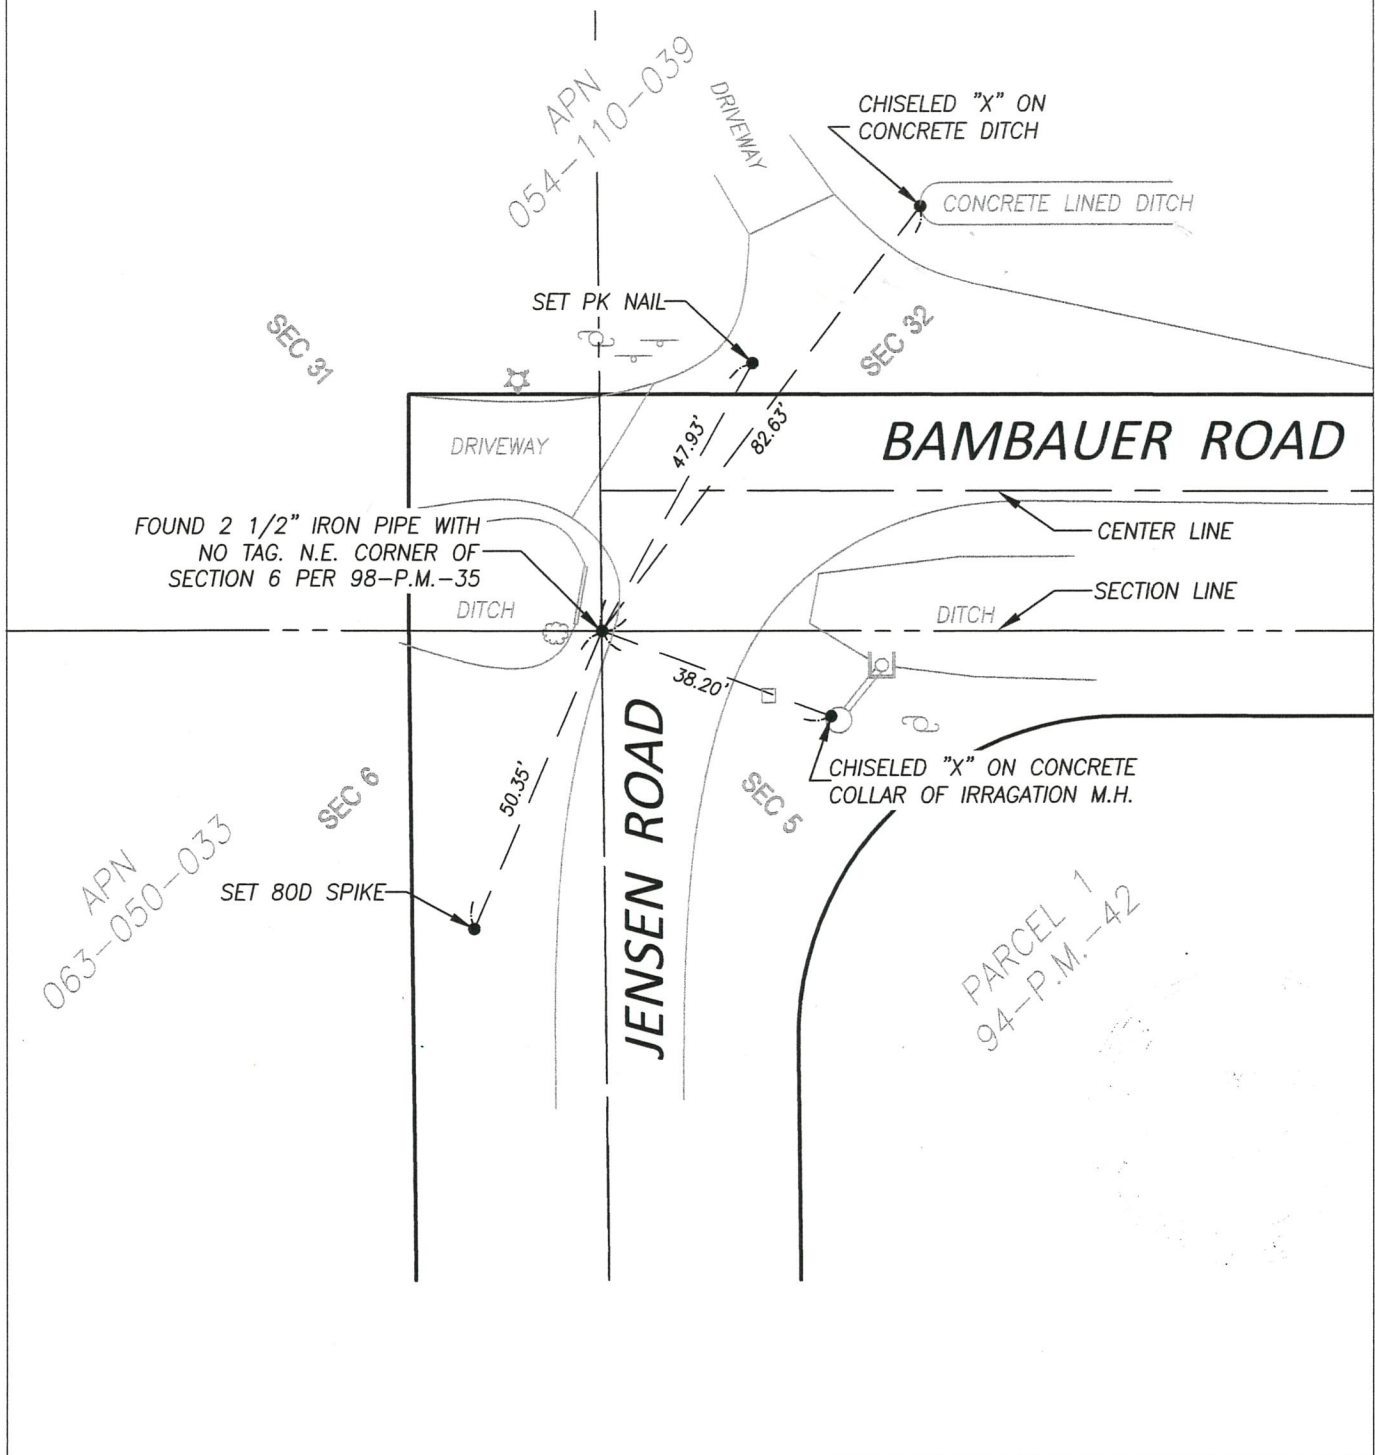 APN
054-110-039
DRIVEWAY
CHISELED "X" ON
CONCRETE DITCH
CONCRETE LINED DITCH
SET PK NAIL
SEC 31
SEC 32
47.93'
82.63'
BAMBAUER ROAD
DRIVEWAY
FOUND 2 1/2" IRON PIPE WITH
NO TAG. N.E. CORNER OF
SECTION 6 PER 98-P.M.-35
CENTER LINE
SECTION LINE
DITCH
DITCH
38.20'
JENSEN ROAD
50.35'
SEC 6
SEC 5
CHISELED "X" ON CONCRETE
COLLAR OF IRRAGATION M.H.
APN
063-050-033
SET 80D SPIKE
PARCEL 1
94-P.M.-42